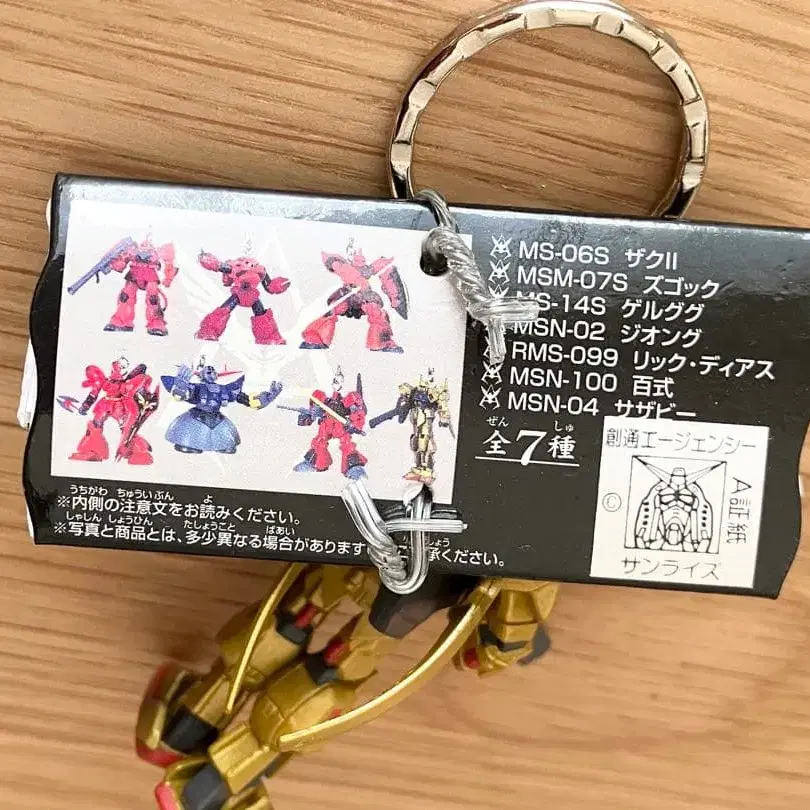 MS-06S ザクII
MSM-07S ズゴック
MS-14S ゲルググ
MSN-02 ジオング
RMS-099 リック・ディアス
MSN-100 百式
MSN-04 サザビー
ぜん しゅ
全7種
うちがわ ちゅういぶん よ
※内側の注意文をお読みください。
しゃしん しょうひん たしょうこと ばあい しょう
※写真と商品とは、多少異なる場合があります 承ください。
創通エージェンシー
©
A証紙
サンライズ